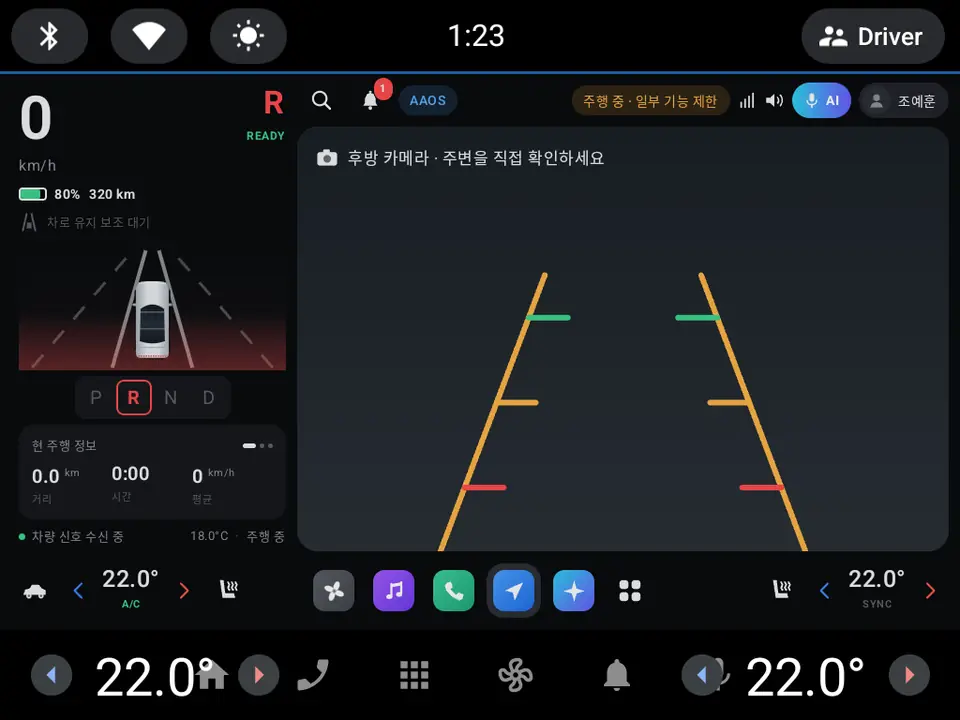 1:23
Driver
0
R
READY
km/h
80% 320 km
차로 유지 보조 대기
P R N D
현 주행 정보
0.0 km 0:00 0 km/h
거리 시간 평균
차량 신호 수신 중 18.0°C · 주행 중
1
AAOS
주행 중 · 일부 기능 제한
AI
조예훈
후방 카메라 · 주변을 직접 확인하세요
22.0°
A/C
22.0°
SYNC
22.0°
22.0°